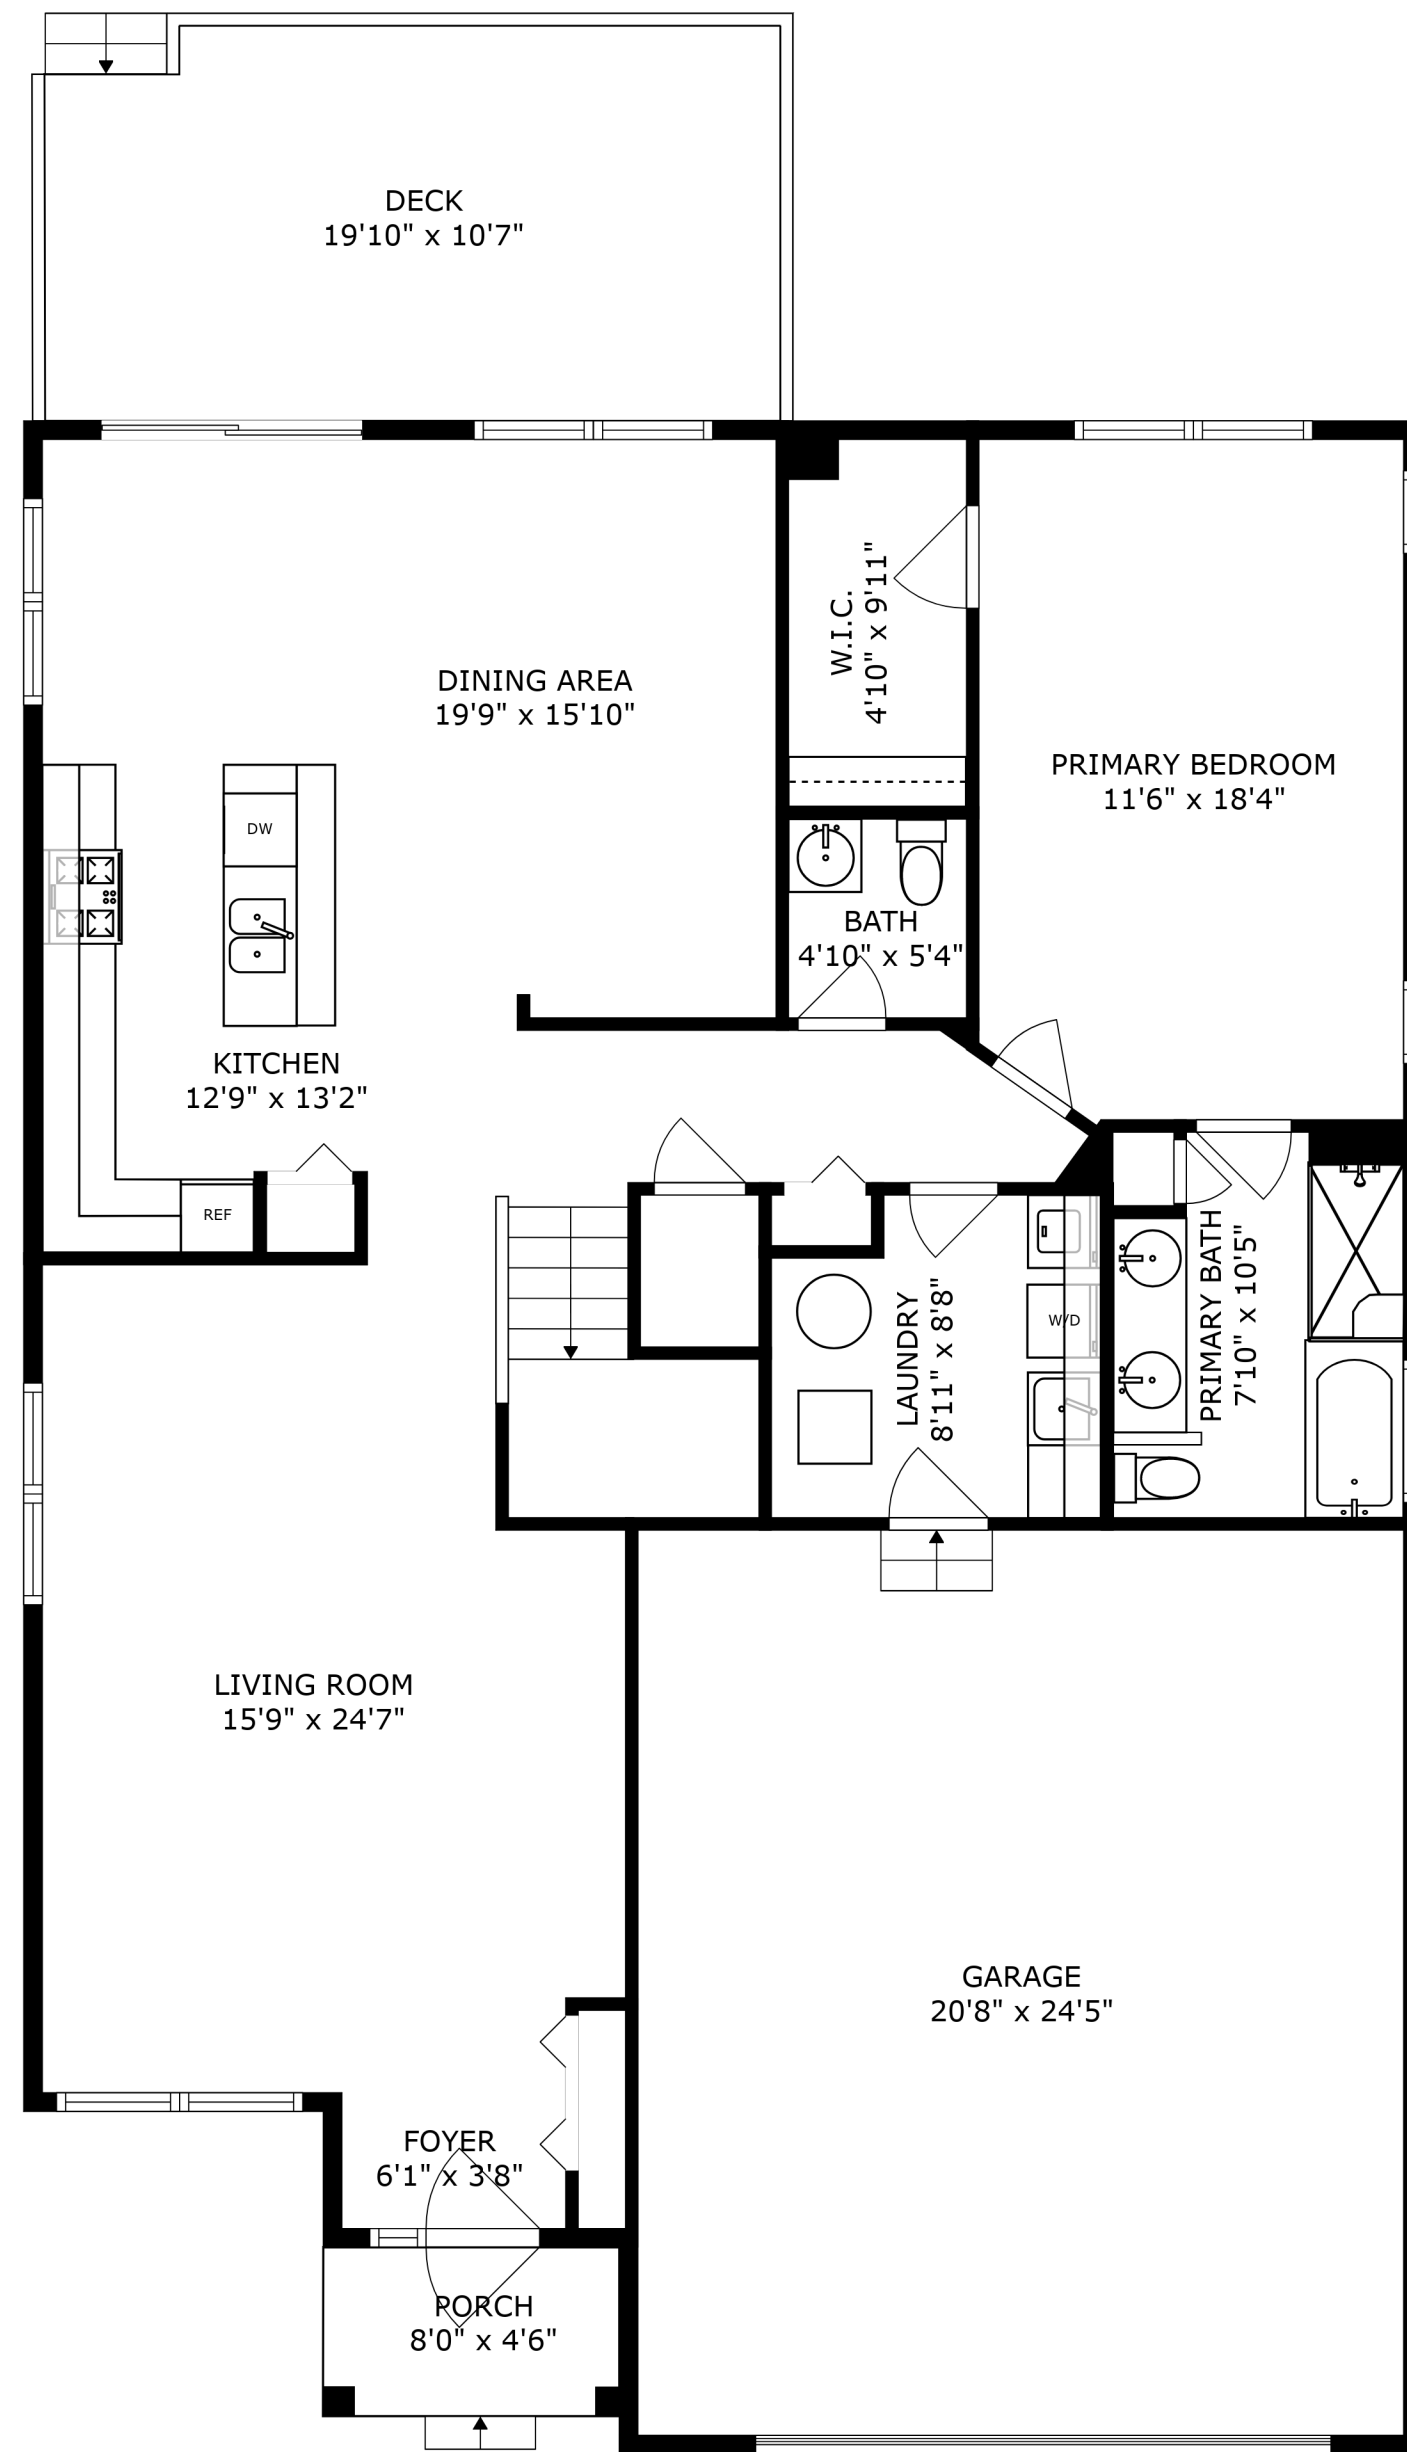 DECK
19'10" x 10'7"
DINING AREA
19'9" x 15'10"
W.I.C.
4'10" x 9'11"
PRIMARY BEDROOM
11'6" x 18'4"
DW
BATH
4'10" x 5'4"
KITCHEN
12'9" x 13'2"
REF
LAUNDRY
8'11" x 8'8"
W/D
PRIMARY BATH
7'10" x 10'5"
LIVING ROOM
15'9" x 24'7"
GARAGE
20'8" x 24'5"
FOYER
6'1" x 3'8"
PORCH
8'0" x 4'6"